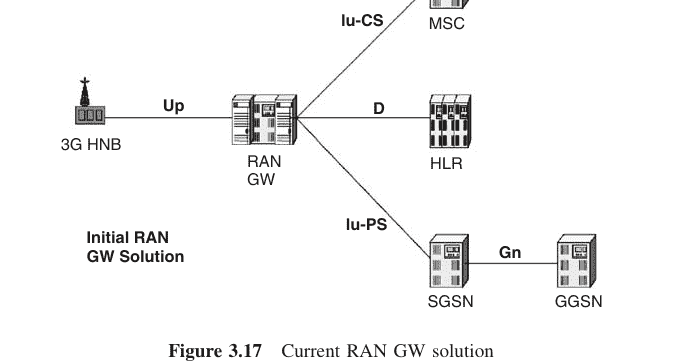 Iu-CS
MSC
Up
D
3G HNB
RAN
GW
HLR
Iu-PS
Initial RAN
GW Solution
Gn
SGSN
GGSN
Figure 3.17 Current RAN GW solution